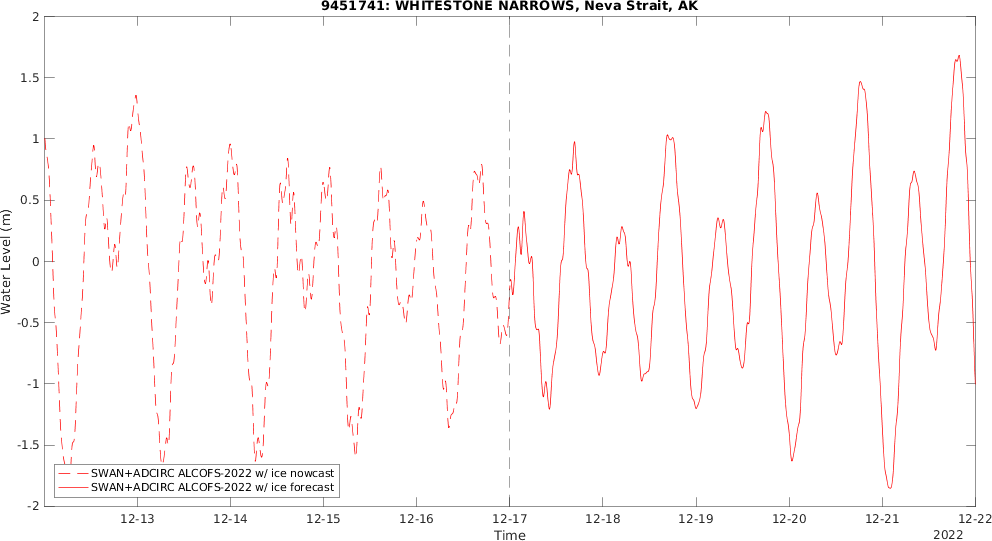 9451741: WHITESTONE NARROWS, Neva Strait, AK
Water Level (m)
2
1.5
1
0.5
0
-0.5
-1
-1.5
-2
SWAN+ADCIRC ALCOFS-2022 w/ ice nowcast
SWAN+ADCIRC ALCOFS-2022 w/ ice forecast
12-13 12-14 12-15 12-16 12-17 12-18 12-19 12-20 12-21 12-22
Time
2022